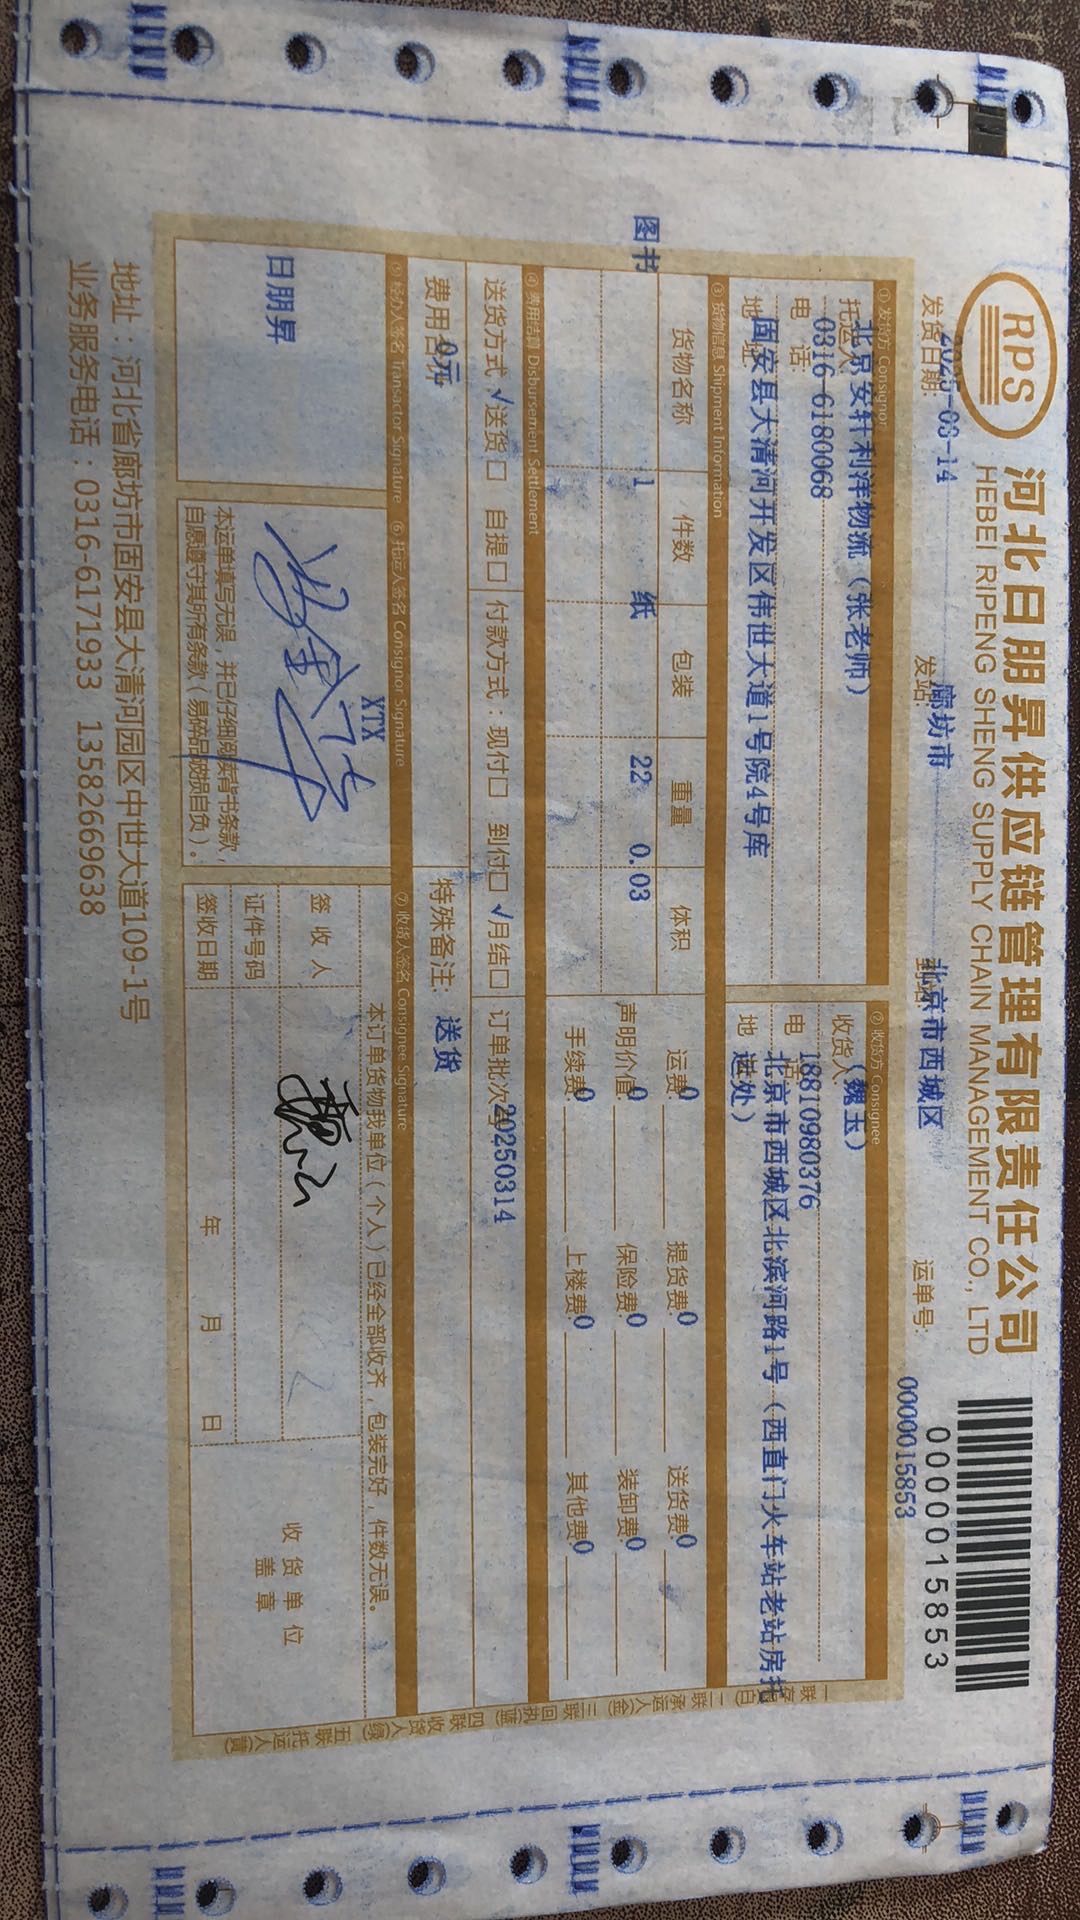 RPS
河北日朋昇供应链管理有限责任公司
HEBEI RIPENG SHENG SUPPLY CHAIN MANAGEMENT CO., LTD
0000015853
发货日期: 2025-03-14 发站: 廊坊市 北京市西城区 运单号: 0000015853
① 发货方 Consignor
托运人 北京安轩利洋物流（张老师）
电话: 0316-6180068
地址 固安县大清河开发区伟世大道1号院4号库
② 收货方 Consignee
收货人 （魏玉）
电话 18810980376
地址 北京市西城区北滨河路1号（西直门火车站老站房托运处）
③ 货物信息 Shipment Information
货物名称 件数 包装 重量 体积
图书 1 纸 22 0.03
运费 0 提货费 0 送货费 0
声明价值 0 保险费 0 装卸费 0
手续费 0 上楼费 0 其他费 0
④ 费用结算 Disbursement Settlement
送货方式: √送货□ 自提□ 付款方式: 现付□ 到付□ √月结□ 订单批次 20250314
费用合计 0元 特殊备注: 送货
⑤ 经办人签名 Transactor Signature
日朋昇
⑥ 托运人签名 Consignor Signature
XTX
本运单填写无误，并已仔细阅读背书条款，
自愿遵守其所有条款（易碎品破损自负）。
⑦ 收货人签名 Consignee Signature
本订单货物我单位（个人）已经全部收齐，包装完好，件数无误。
签收人
证件号码
签收日期 年 月 日
收货单位
盖章
一联存根(白) 二联承运人(金) 三联回执(蓝) 四联收货人(绿) 五联托运人(黄)
地址：河北省廊坊市固安县大清河园区中世大道109-1号
业务服务电话：0316-6171933 13582669638